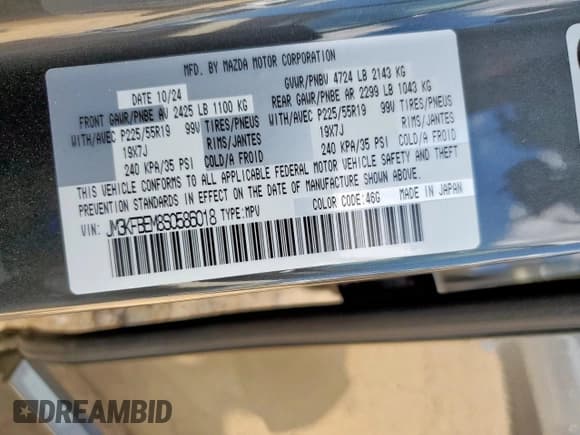 MFD. BY MAZDA MOTOR CORPORATION
DATE 10/24
GVWR/PNBV 4724 LB 2143 KG
FRONT GAWR/PNBE AV 2425 LB 1100 KG
REAR GAWR/PNBE AR 2299 LB 1043 KG
WITH/AVEC P225/55R19 99V TIRES/PNEUS
WITH/AVEC P225/55R19 99V TIRES/PNEUS
19X7J RIMS/JANTES
19X7J RIMS/JANTES
240 KPA/35 PSI COLD/A FROID
240 KPA/35 PSI COLD/A FROID
THIS VEHICLE CONFORMS TO ALL APPLICABLE FEDERAL MOTOR VEHICLE SAFETY AND THEFT
PREVENTION STANDARDS IN EFFECT ON THE DATE OF MANUFACTURE SHOWN ABOVE.
VIN: JM3KFBEM8S0586018 TYPE:MPV COLOR CODE:46G MADE IN JAPAN
DREAMBID